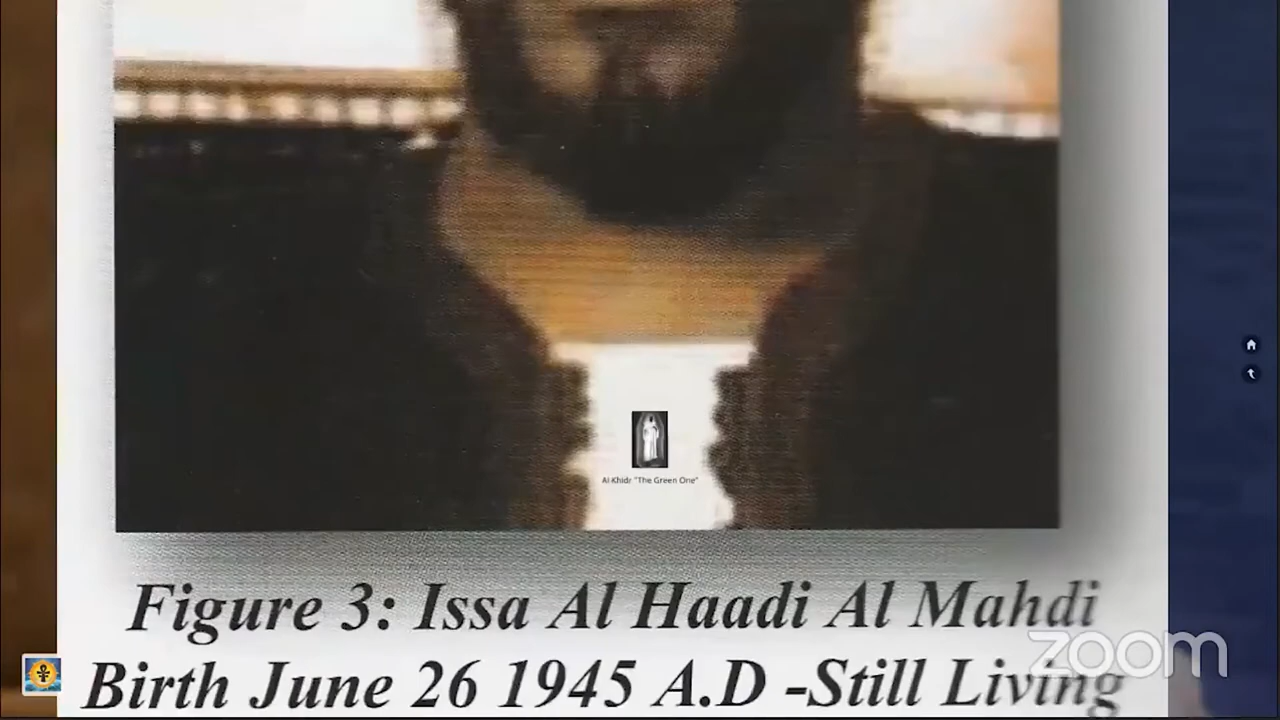 Al Khidr "The Green One"
Figure 3: Issa Al Haadi Al Mahdi
Birth June 26 1945 A.D -Still Living
zoom